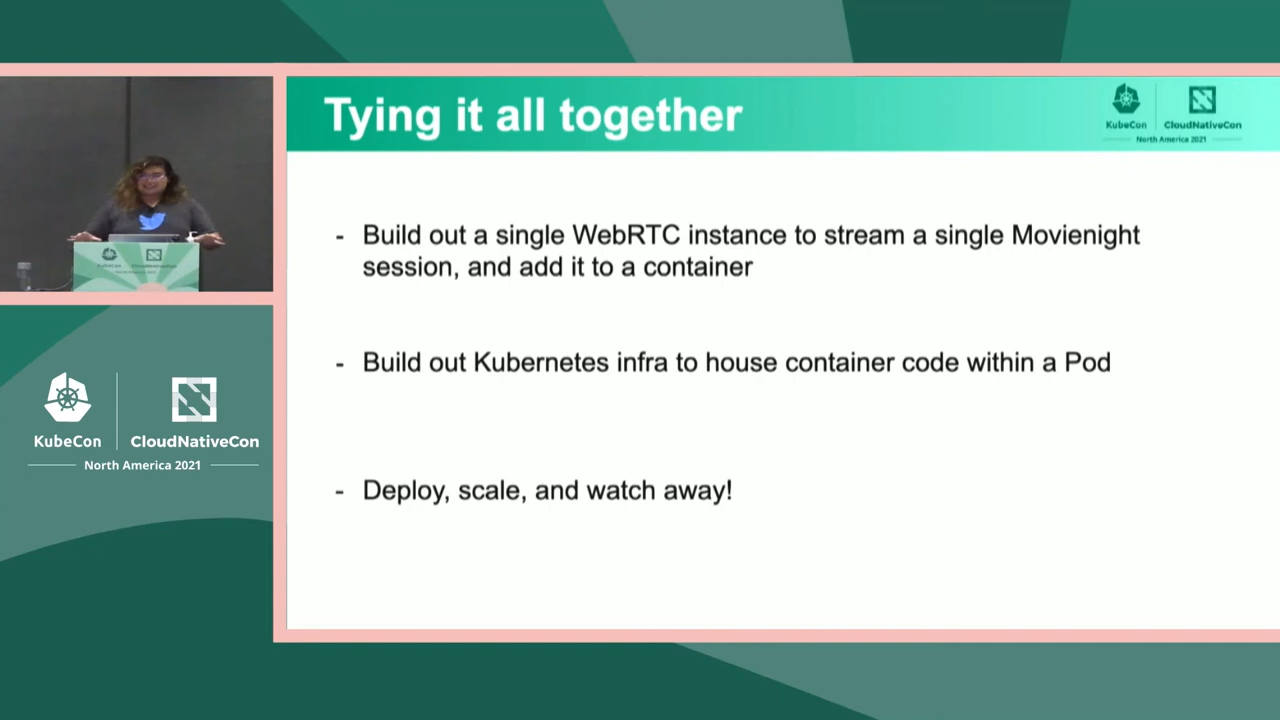 Tying it all together
KubeCon
CloudNativeCon
North America 2021
- Build out a single WebRTC instance to stream a single Movienight
session, and add it to a container
- Build out Kubernetes infra to house container code within a Pod
- Deploy, scale, and watch away!
KubeCon
CloudNativeCon
North America 2021